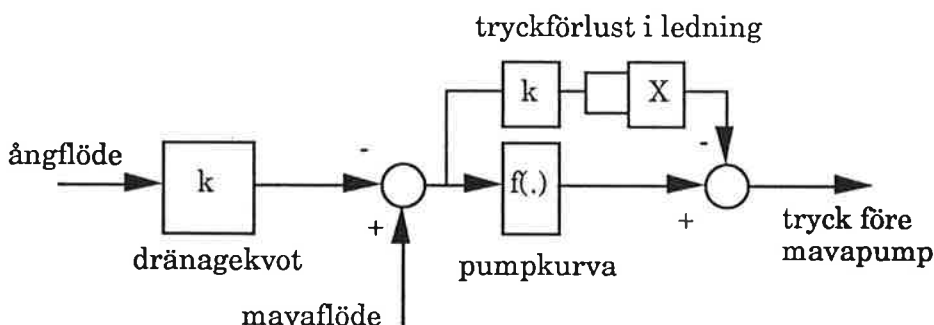 tryckförlust i ledning
k
X
ångflöde
-
-
k
f(.)
+
+
dränagekvot
pumpkurva
tryck före
mavapump
mavaflöde